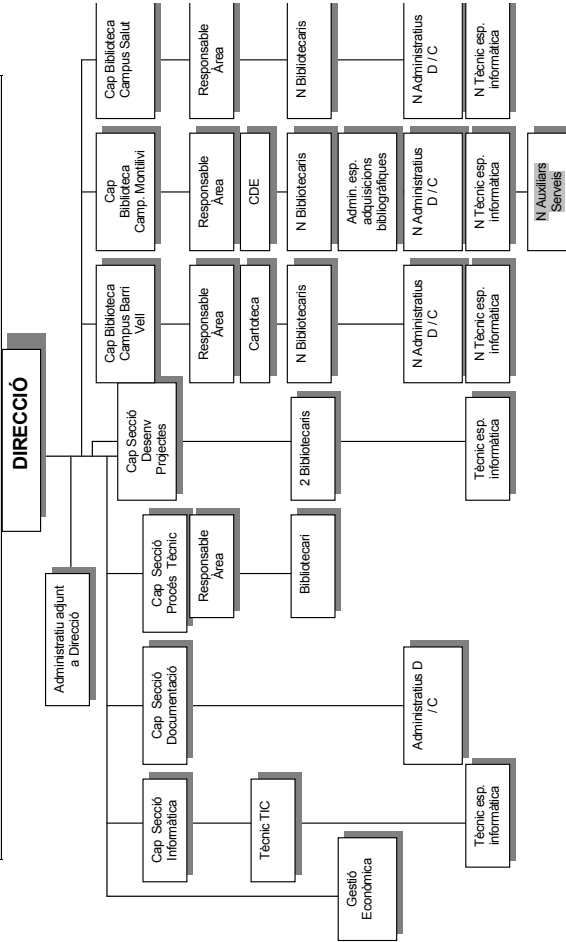 DIRECCIÓ
Administratiu adjunt
a Direcció
Gestió
Econòmica
Cap Secció
Informàtica
Tècnic TIC
Tècnic esp.
informàtica
Cap Secció
Documentació
Administratius D
/ C
Cap Secció
Procés Tècnic
Responsable
Àrea
Bibliotecari
Cap Secció
Desenv
Projectes
2 Bibliotecaris
Tècnic esp.
informàtica
Cap Biblioteca
Campus Barri
Vell
Responsable
Àrea
Cartoteca
N Bibliotecaris
N Administratius
D / C
N Tècnic esp.
informàtica
Cap
Biblioteca
Camp. Montilivi
Responsable
Àrea
CDE
N Bibliotecaris
Admin. esp.
adquisicions
bibliogràfiques
N Administratius
D / C
N Tècnic esp.
informàtica
N Auxiliars
Serveis
Cap Biblioteca
Campus Salut
Responsable
Àrea
N Bibliotecaris
N Administratius
D / C
N Tècnic esp.
informàtica